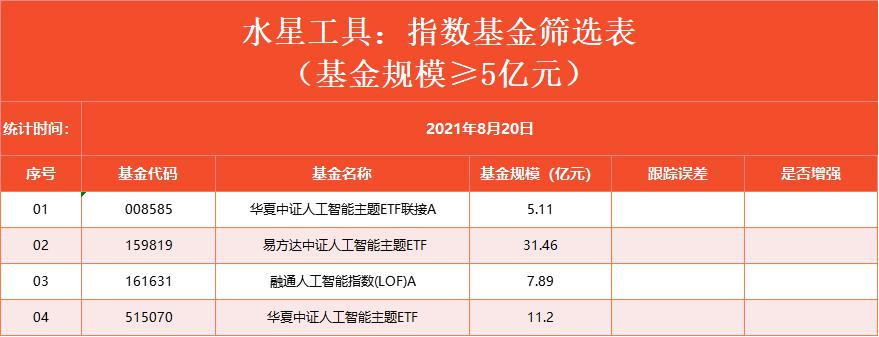 水星工具：指数基金筛选表
（基金规模≥5亿元）
统计时间： 2021年8月20日
序号 基金代码 基金名称 基金规模（亿元） 跟踪误差 是否增强
01 008585 华夏中证人工智能主题ETF联接A 5.11
02 159819 易方达中证人工智能主题ETF 31.46
03 161631 融通人工智能指数(LOF)A 7.89
04 515070 华夏中证人工智能主题ETF 11.2